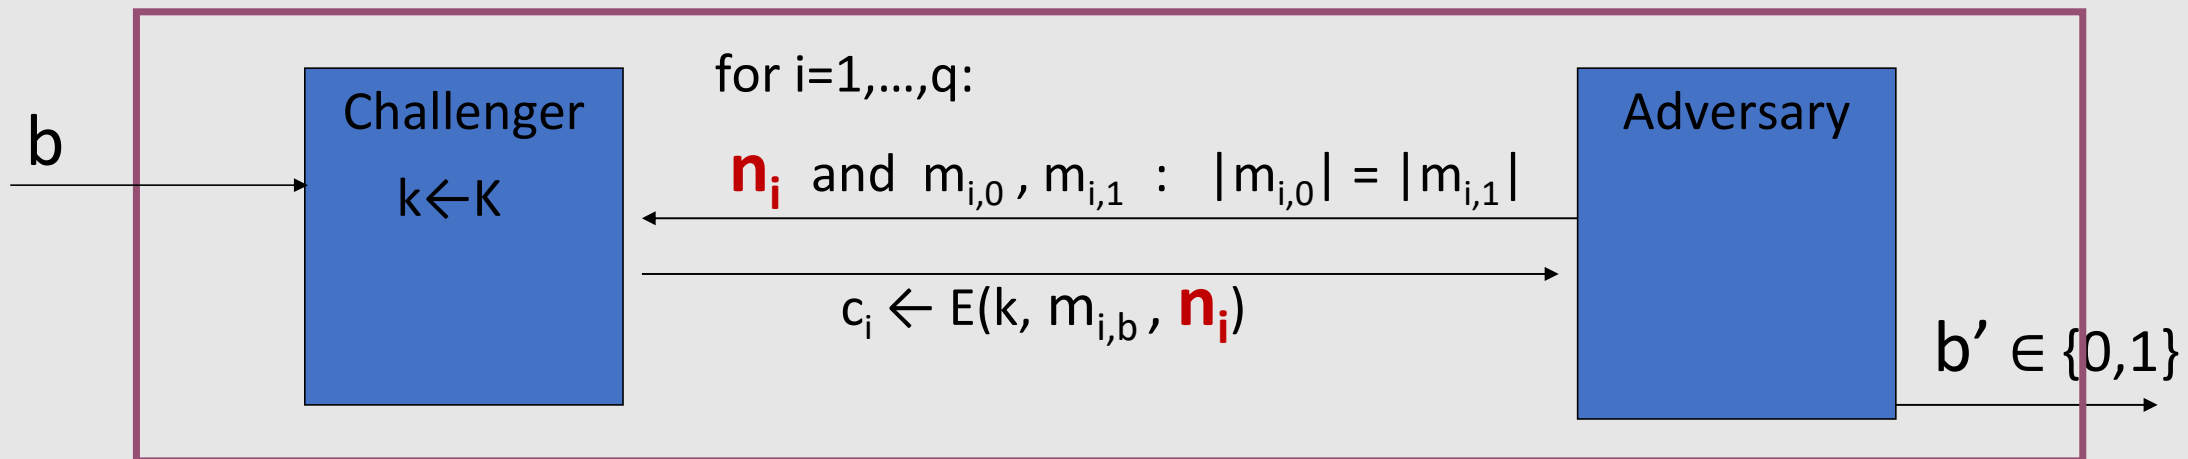 for i=1,…,q:
Challenger
Adversary
b
k←K
nᵢ and mᵢ,₀ , mᵢ,₁ : |mᵢ,₀| = |mᵢ,₁|
cᵢ ← E(k, mᵢ,b , nᵢ)
b’ ∈ {0,1}